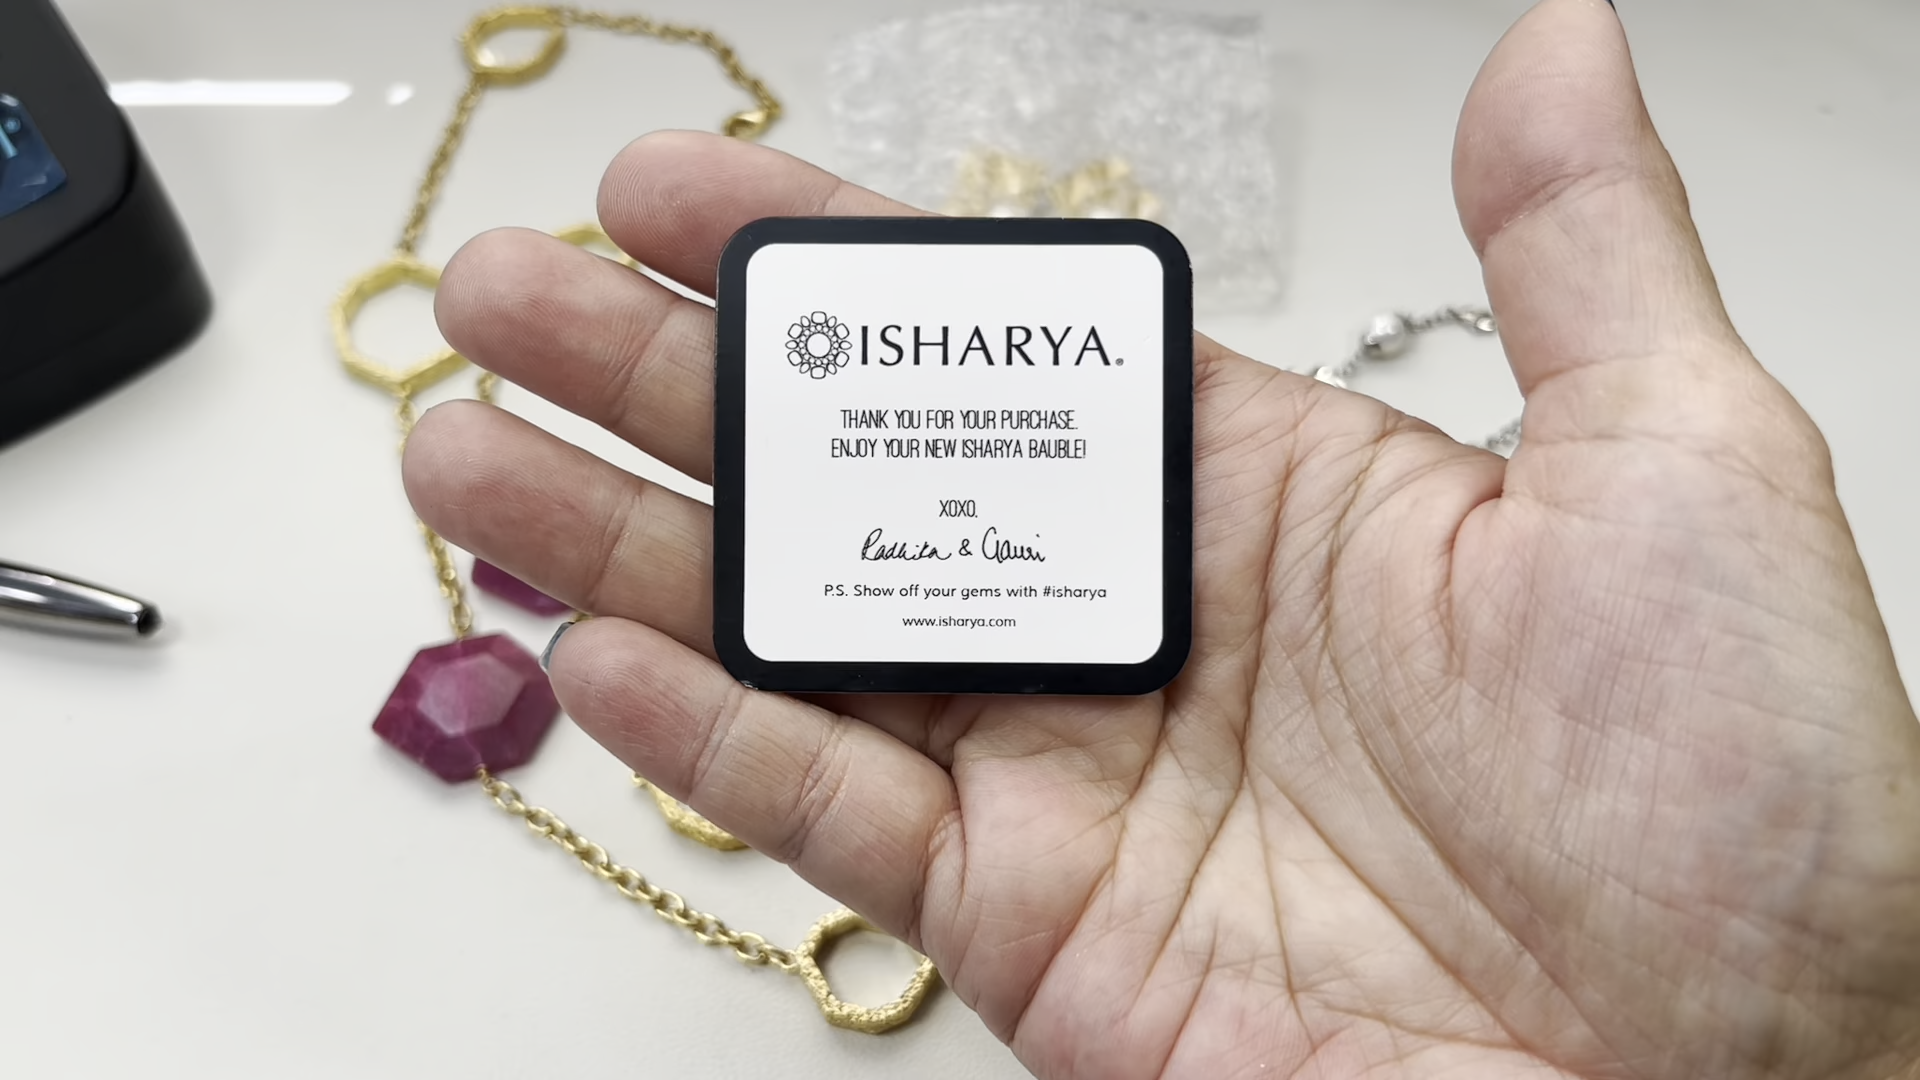 ISHARYA®
THANK YOU FOR YOUR PURCHASE.
ENJOY YOUR NEW ISHARYA BAUBLE!
XOXO,
Radhika & Gauri
P.S. Show off your gems with #isharya
www.isharya.com